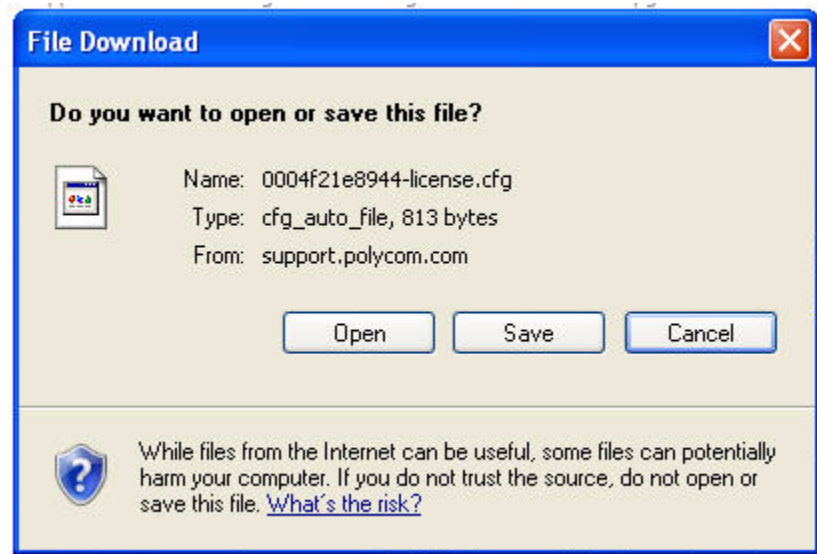 File Download
Do you want to open or save this file?
Name: 0004f21e8944-license.cfg
Type: cfg_auto_file, 813 bytes
From: support.polycom.com
Open Save Cancel
While files from the Internet can be useful, some files can potentially
harm your computer. If you do not trust the source, do not open or
save this file. What's the risk?